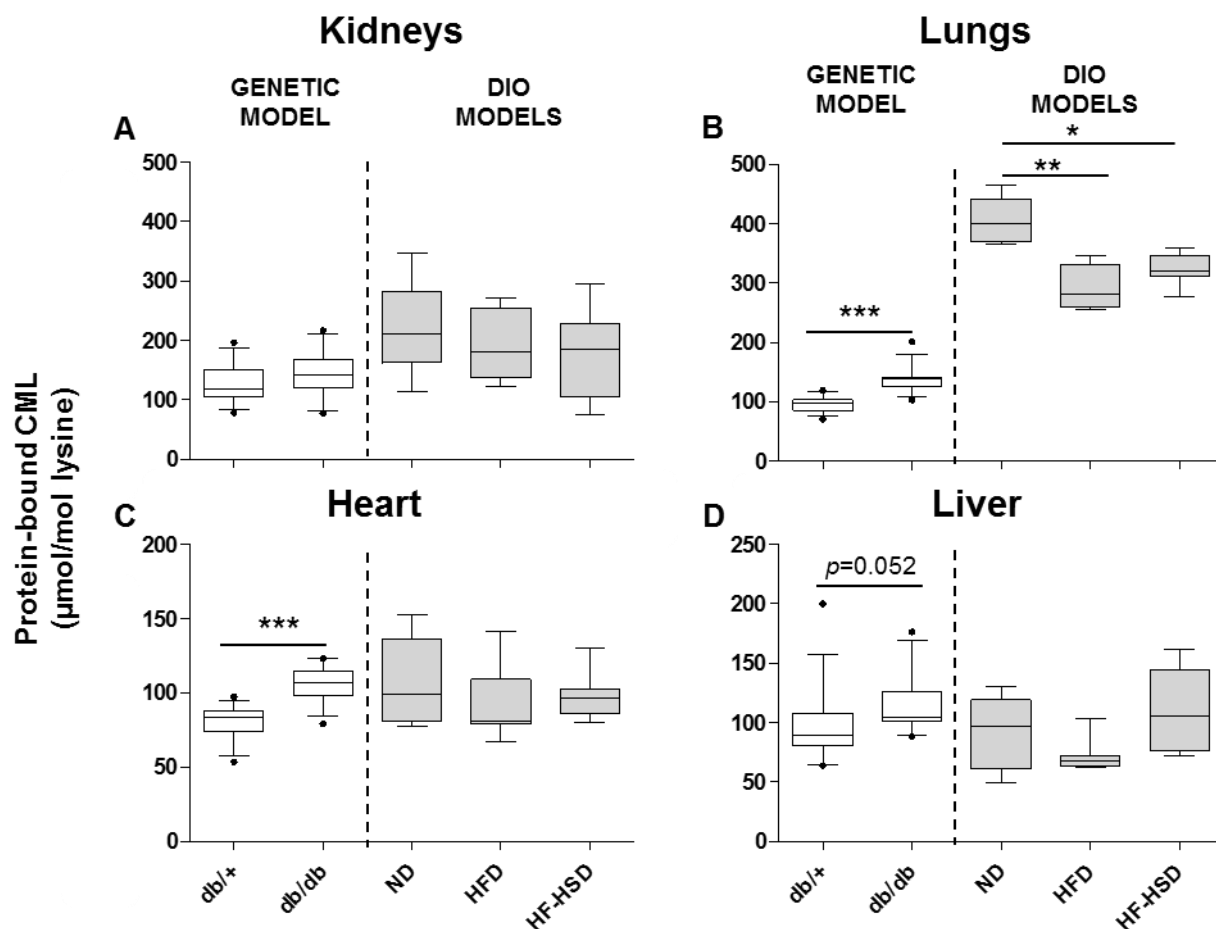 Kidneys
Lungs
GENETIC
MODEL
DIO
MODELS
GENETIC
MODEL
DIO
MODELS
A
B
*
**
***
500
400
300
200
100
0
500
400
300
200
100
0
Protein-bound CML
(µmol/mol lysine)
Heart
Liver
C
D
***
p=0.052
200
150
100
50
0
250
200
150
100
50
0
db/+
db/db
ND
HFD
HF-HSD
db/+
db/db
ND
HFD
HF-HSD